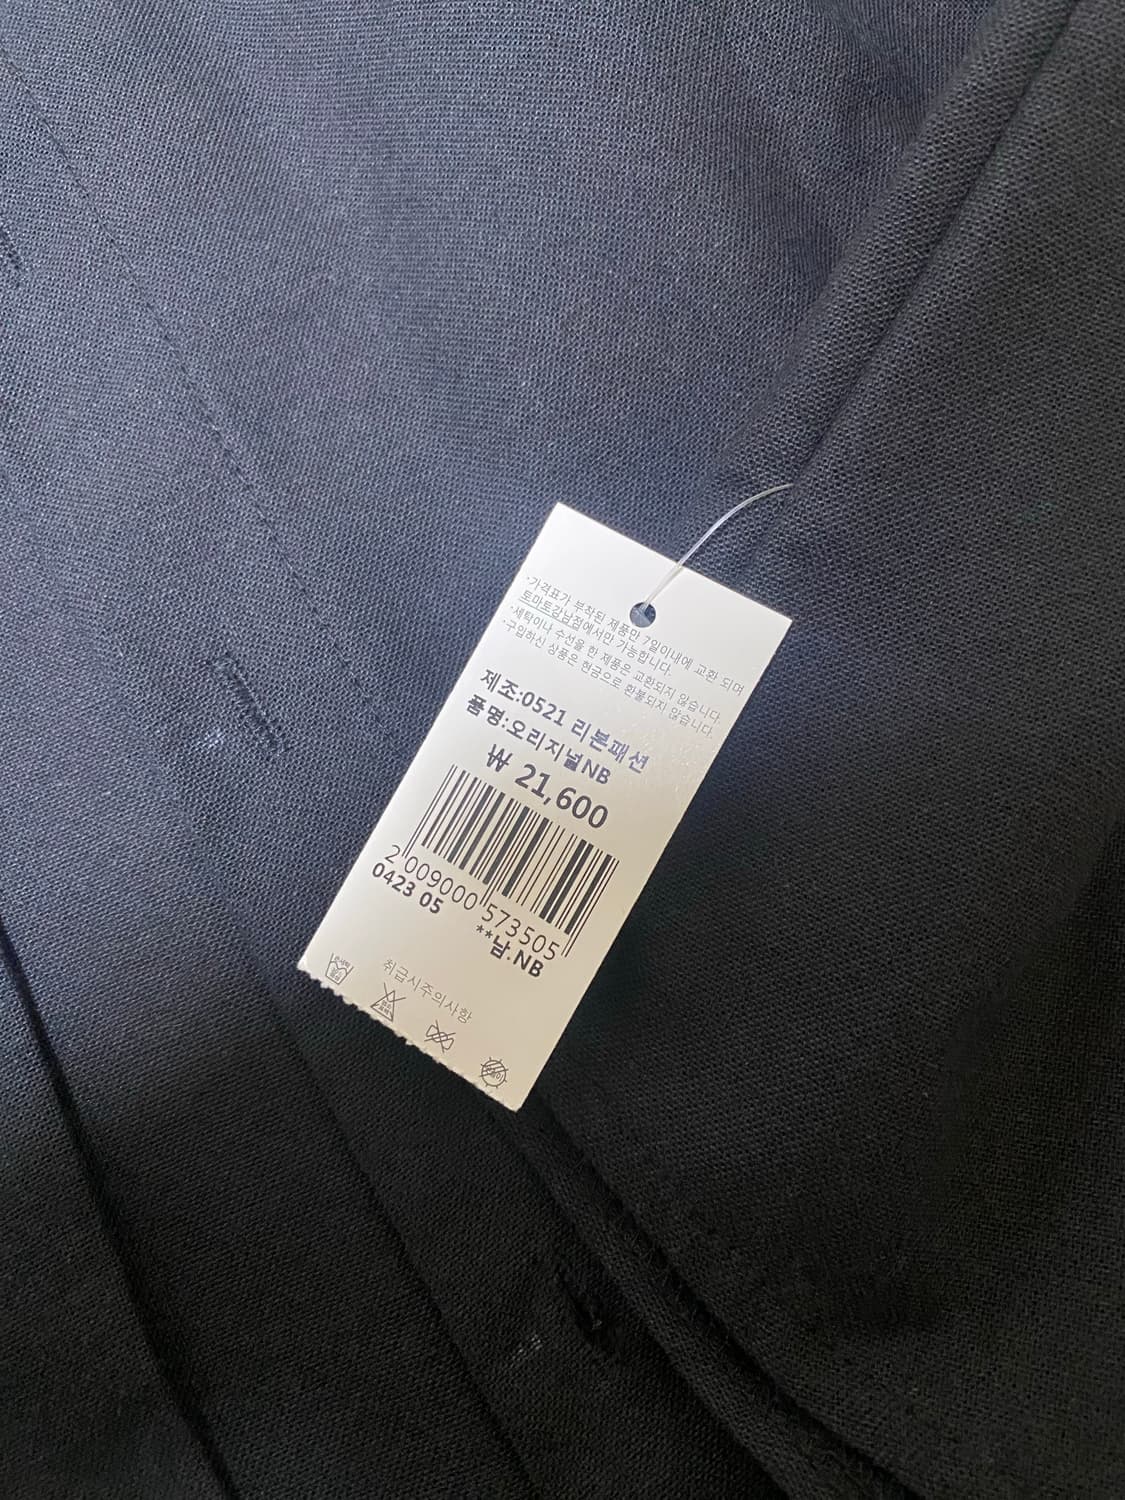 ·가격표가 부착된 제품만 7일이내에 교환 되며
토마토강남점에서만 가능합니다.
·세탁이나 수선을 한 제품은 교환되지 않습니다.
·구입하신 상품은 현금으로 환불되지 않습니다.
제조:0521 리본패션
품명:오리지널NB
₩ 21,600
2 009000 573505
0423 05
**남.NB
취급시주의사항